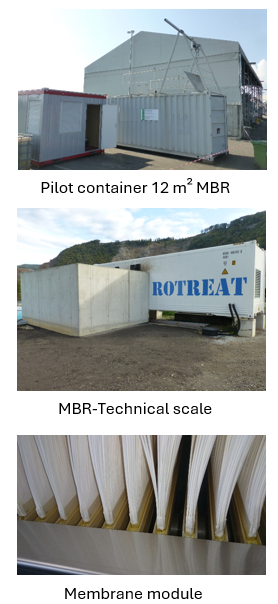 Pilot container 12 m² MBR
ROTREAT
MBR-Technical scale
Membrane module